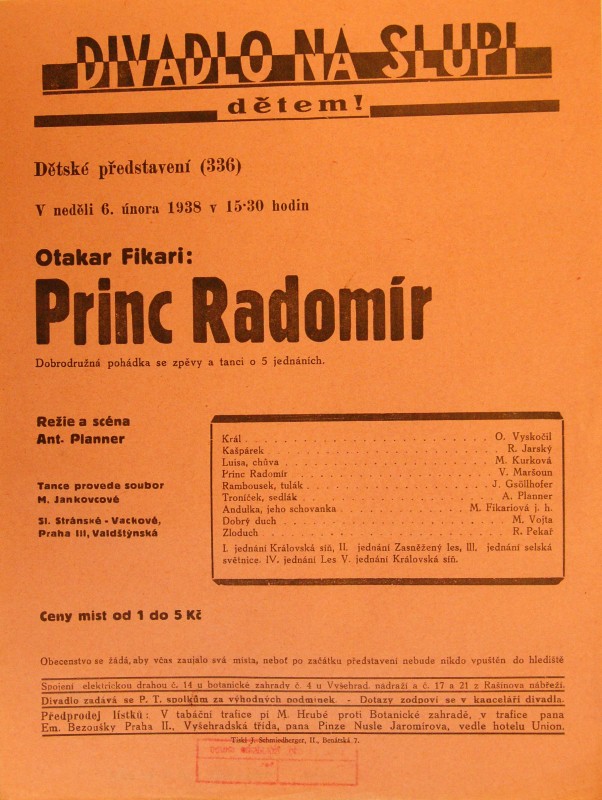 DIVADLO NA SLUPI
dětem!
Dětské představení (336)
V neděli 6. února 1938 v 15·30 hodin
Otakar Fikari:
Princ Radomír
Dobrodružná pohádka se zpěvy a tanci o 5 jednáních.
Režie a scéna
Ant. Planner
Tance provede soubor
M. Jankovcové
Sl. Stránské - Vackové,
Praha III, Valdštýnská
Král . . . O. Vyskočil
Kašpárek . . . R. Jarský
Luisa, chůva . . . M. Kurková
Princ Radomír . . . V. Maršoun
Rambousek, tulák . . . J. Gsöllhofer
Troníček, sedlák . . . A. Planner
Andulka, jeho schovanka . . . M. Fikariová j. h.
Dobrý duch . . . M. Vojta
Zloduch . . . R. Pekař
I. jednání Královská síň, II. jednání Zasněžený les, III, jednání selská
světnice. IV. jednání Les V. jednání Královská síň.
Ceny míst od 1 do 5 Kč
Obecenstvo se žádá, aby včas zaujalo svá místa, neboť po začátku představení nebude nikdo vpuštěn do hlediště
Spojení elektrickou drahou č. 14 u botanické zahrady č. 4 u Vyšehrad. nádraží a č. 17 a 21 z Rašínova nábřeží.
Divadlo zadává se P. T. spolkům za výhodných podmínek. - Dotazy zodpoví se v kanceláři divadla.
Předprodej lístků: V tabáční trafice pí M. Hrubé proti Botanické zahradě, v trafice pana
Em. Bezoušky Praha II., Vyšehradská třída, pana Pinze Nusle Jaromírova, vedle hotelu Union.
Tiskl J. Schmiedberger, II., Benátská 7.